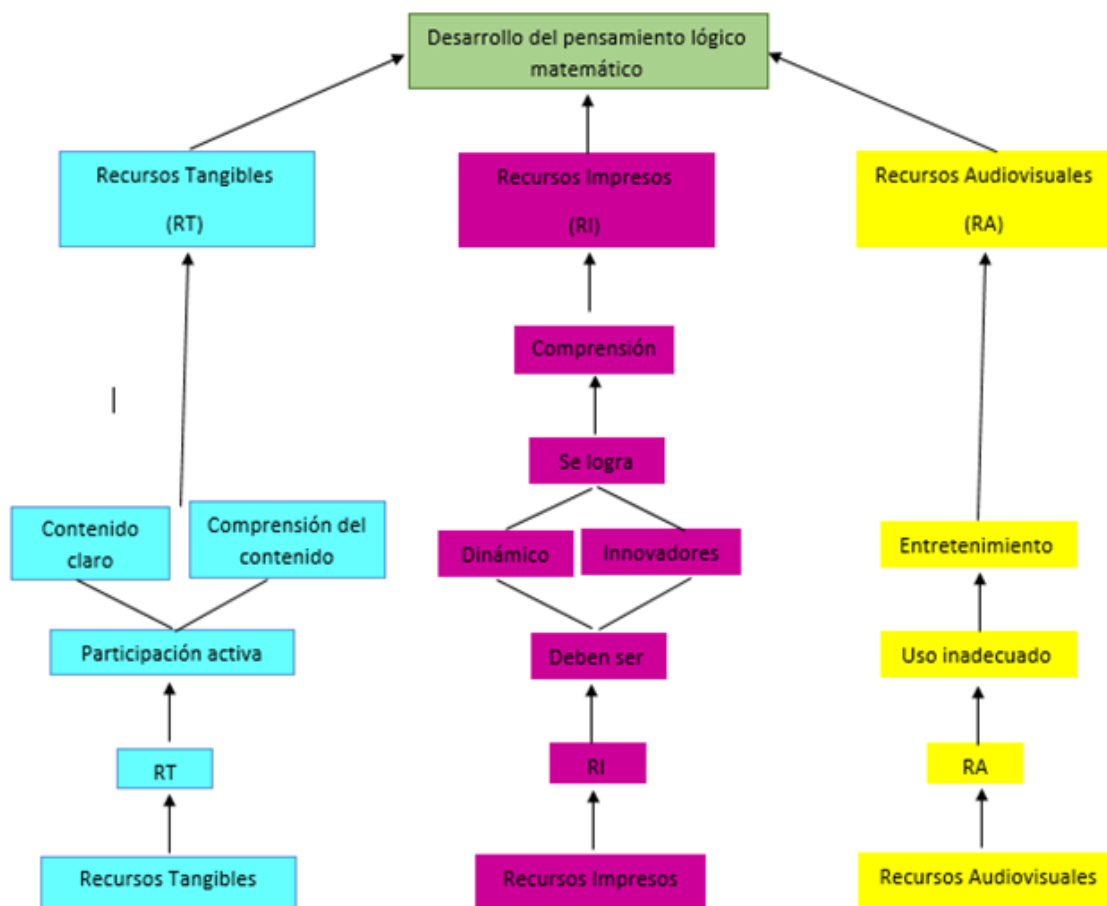 Desarrollo del pensamiento lógico
matemático
Recursos Tangibles
(RT)
Recursos Impresos
(RI)
Recursos Audiovisuales
(RA)
Comprensión
Se logra
Contenido
claro
Comprensión del
contenido
Dinámico
Innovadores
Entretenimiento
Participación activa
Deben ser
Uso inadecuado
RT
RI
RA
Recursos Tangibles
Recursos Impresos
Recursos Audiovisuales